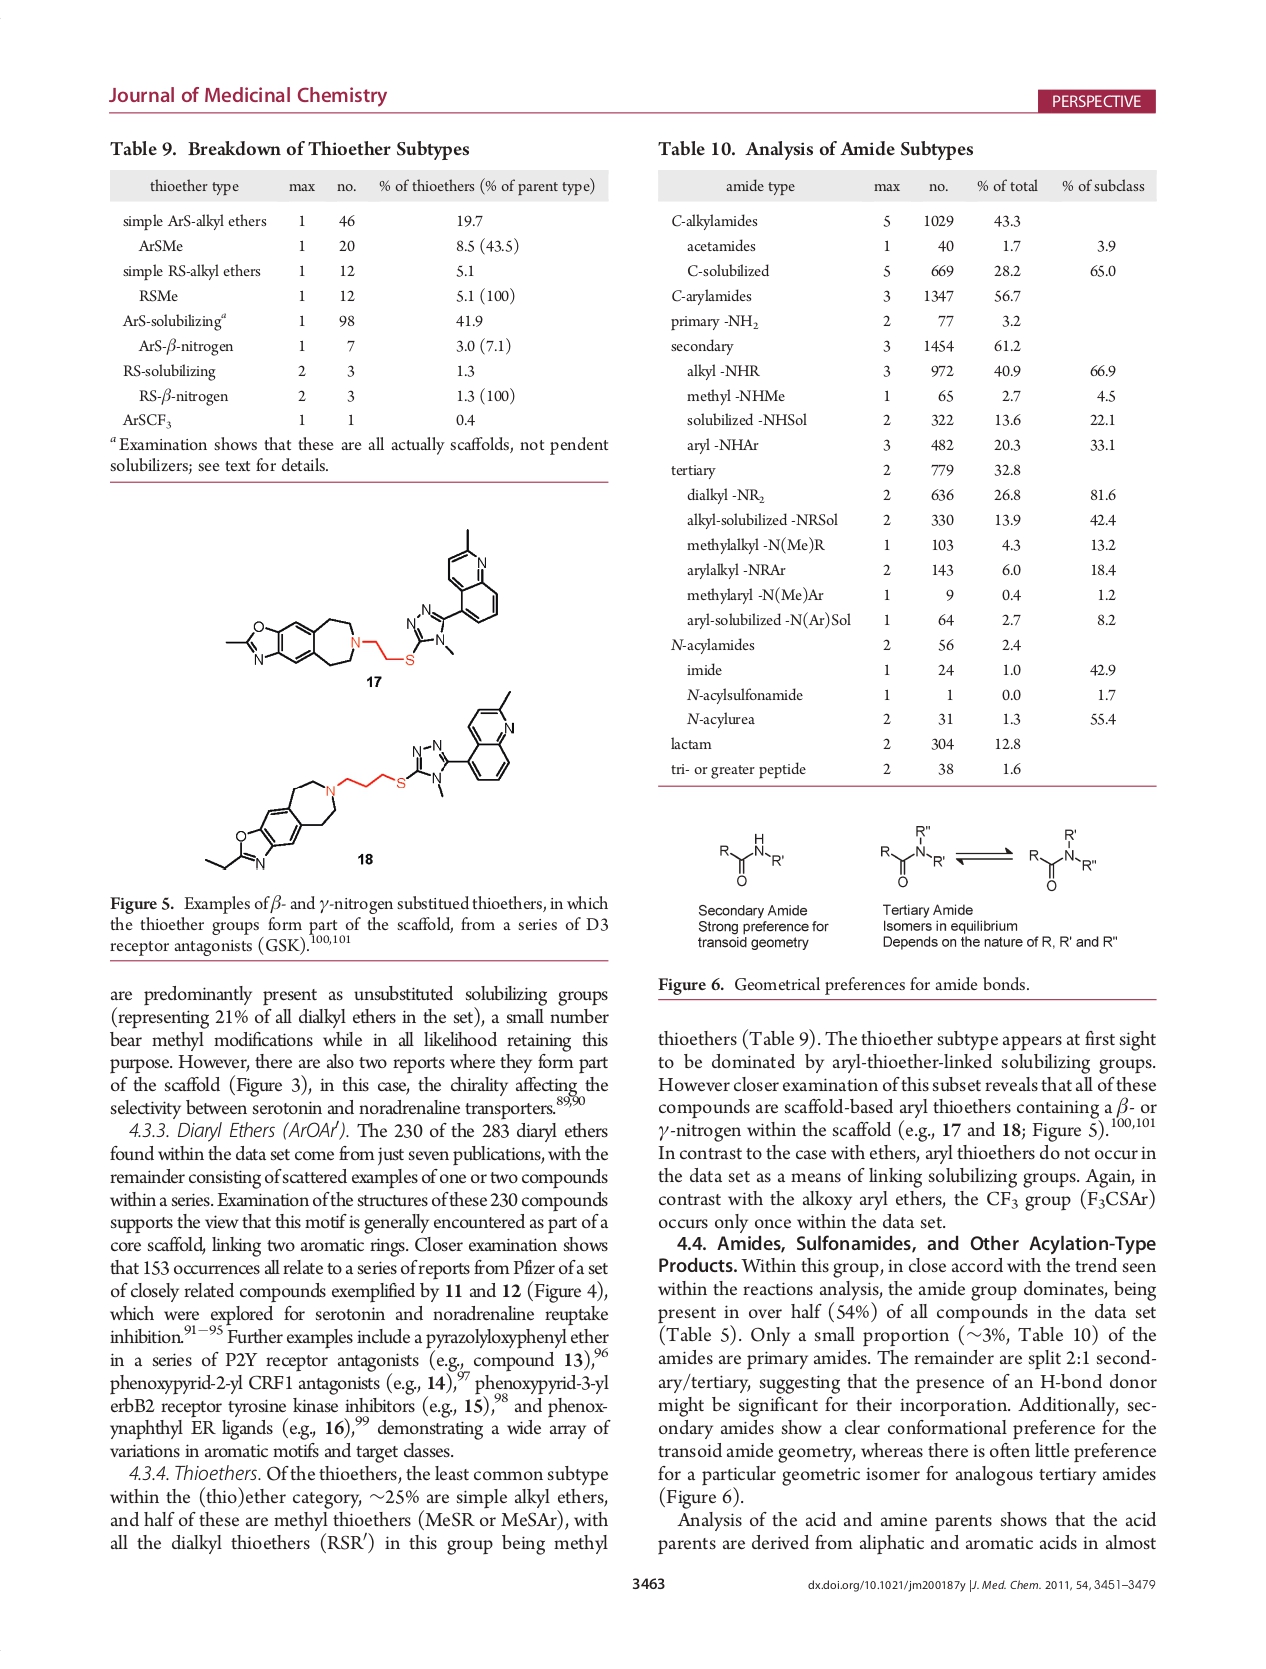 Journal of Medicinal Chemistry
PERSPECTIVE
Table 9. Breakdown of Thioether Subtypes
thioether type max no. % of thioethers (% of parent type)
simple ArS-alkyl ethers 1 46 19.7
ArSMe 1 20 8.5 (43.5)
simple RS-alkyl ethers 1 12 5.1
RSMe 1 12 5.1 (100)
ArS-solubilizingᵃ 1 98 41.9
ArS-β-nitrogen 1 7 3.0 (7.1)
RS-solubilizing 2 3 1.3
RS-β-nitrogen 2 3 1.3 (100)
ArSCF₃ 1 1 0.4
ᵃ Examination shows that these are all actually scaffolds, not pendent
solubilizers; see text for details.
N
N
N
N
N
O
N
N
S
17
N
N
N
N
S
N
O
N
18
Figure 5. Examples of β- and γ-nitrogen substitued thioethers, in which
the thioether groups form part of the scaffold, from a series of D3
receptor antagonists (GSK).¹⁰⁰,¹⁰¹
are predominantly present as unsubstituted solubilizing groups
(representing 21% of all dialkyl ethers in the set), a small number
bear methyl modifications while in all likelihood retaining this
purpose. However, there are also two reports where they form part
of the scaffold (Figure 3), in this case, the chirality affecting the
selectivity between serotonin and noradrenaline transporters.⁸⁹,⁹⁰
4.3.3. Diaryl Ethers (ArOAr′). The 230 of the 283 diaryl ethers
found within the data set come from just seven publications, with the
remainder consisting of scattered examples of one or two compounds
within a series. Examination of the structures of these 230 compounds
supports the view that this motif is generally encountered as part of a
core scaffold, linking two aromatic rings. Closer examination shows
that 153 occurrences all relate to a series of reports from Pfizer of a set
of closely related compounds exemplified by 11 and 12 (Figure 4),
which were explored for serotonin and noradrenaline reuptake
inhibition.⁹¹⁻⁹⁵ Further examples include a pyrazolyloxyphenyl ether
in a series of P2Y receptor antagonists (e.g., compound 13),⁹⁶
phenoxypyrid-2-yl CRF1 antagonists (e.g., 14),⁹⁷ phenoxypyrid-3-yl
erbB2 receptor tyrosine kinase inhibitors (e.g., 15),⁹⁸ and phenox-
ynaphthyl ER ligands (e.g., 16),⁹⁹ demonstrating a wide array of
variations in aromatic motifs and target classes.
4.3.4. Thioethers. Of the thioethers, the least common subtype
within the (thio)ether category, ~25% are simple alkyl ethers,
and half of these are methyl thioethers (MeSR or MeSAr), with
all the dialkyl thioethers (RSR′) in this group being methyl
Table 10. Analysis of Amide Subtypes
amide type max no. % of total % of subclass
C-alkylamides 5 1029 43.3
acetamides 1 40 1.7 3.9
C-solubilized 5 669 28.2 65.0
C-arylamides 3 1347 56.7
primary -NH₂ 2 77 3.2
secondary 3 1454 61.2
alkyl -NHR 3 972 40.9 66.9
methyl -NHMe 1 65 2.7 4.5
solubilized -NHSol 2 322 13.6 22.1
aryl -NHAr 3 482 20.3 33.1
tertiary 2 779 32.8
dialkyl -NR₂ 2 636 26.8 81.6
alkyl-solubilized -NRSol 2 330 13.9 42.4
methylalkyl -N(Me)R 1 103 4.3 13.2
arylalkyl -NRAr 2 143 6.0 18.4
methylaryl -N(Me)Ar 1 9 0.4 1.2
aryl-solubilized -N(Ar)Sol 1 64 2.7 8.2
N-acylamides 2 56 2.4
imide 1 24 1.0 42.9
N-acylsulfonamide 1 1 0.0 1.7
N-acylurea 2 31 1.3 55.4
lactam 2 304 12.8
tri- or greater peptide 2 38 1.6
R H N R' O
R R" N R' O
R R' N R" O
Secondary Amide
Strong preference for
transoid geometry
Tertiary Amide
Isomers in equilibrium
Depends on the nature of R, R' and R"
Figure 6. Geometrical preferences for amide bonds.
thioethers (Table 9). The thioether subtype appears at first sight
to be dominated by aryl-thioether-linked solubilizing groups.
However closer examination of this subset reveals that all of these
compounds are scaffold-based aryl thioethers containing a β- or
γ-nitrogen within the scaffold (e.g., 17 and 18; Figure 5).¹⁰⁰,¹⁰¹
In contrast to the case with ethers, aryl thioethers do not occur in
the data set as a means of linking solubilizing groups. Again, in
contrast with the alkoxy aryl ethers, the CF₃ group (F₃CSAr)
occurs only once within the data set.
4.4. Amides, Sulfonamides, and Other Acylation-Type
Products. Within this group, in close accord with the trend seen
within the reactions analysis, the amide group dominates, being
present in over half (54%) of all compounds in the data set
(Table 5). Only a small proportion (~3%, Table 10) of the
amides are primary amides. The remainder are split 2:1 second-
ary/tertiary, suggesting that the presence of an H-bond donor
might be significant for their incorporation. Additionally, sec-
ondary amides show a clear conformational preference for the
transoid amide geometry, whereas there is often little preference
for a particular geometric isomer for analogous tertiary amides
(Figure 6).
Analysis of the acid and amine parents shows that the acid
parents are derived from aliphatic and aromatic acids in almost
3463
dx.doi.org/10.1021/jm200187y |J. Med. Chem. 2011, 54, 3451–3479